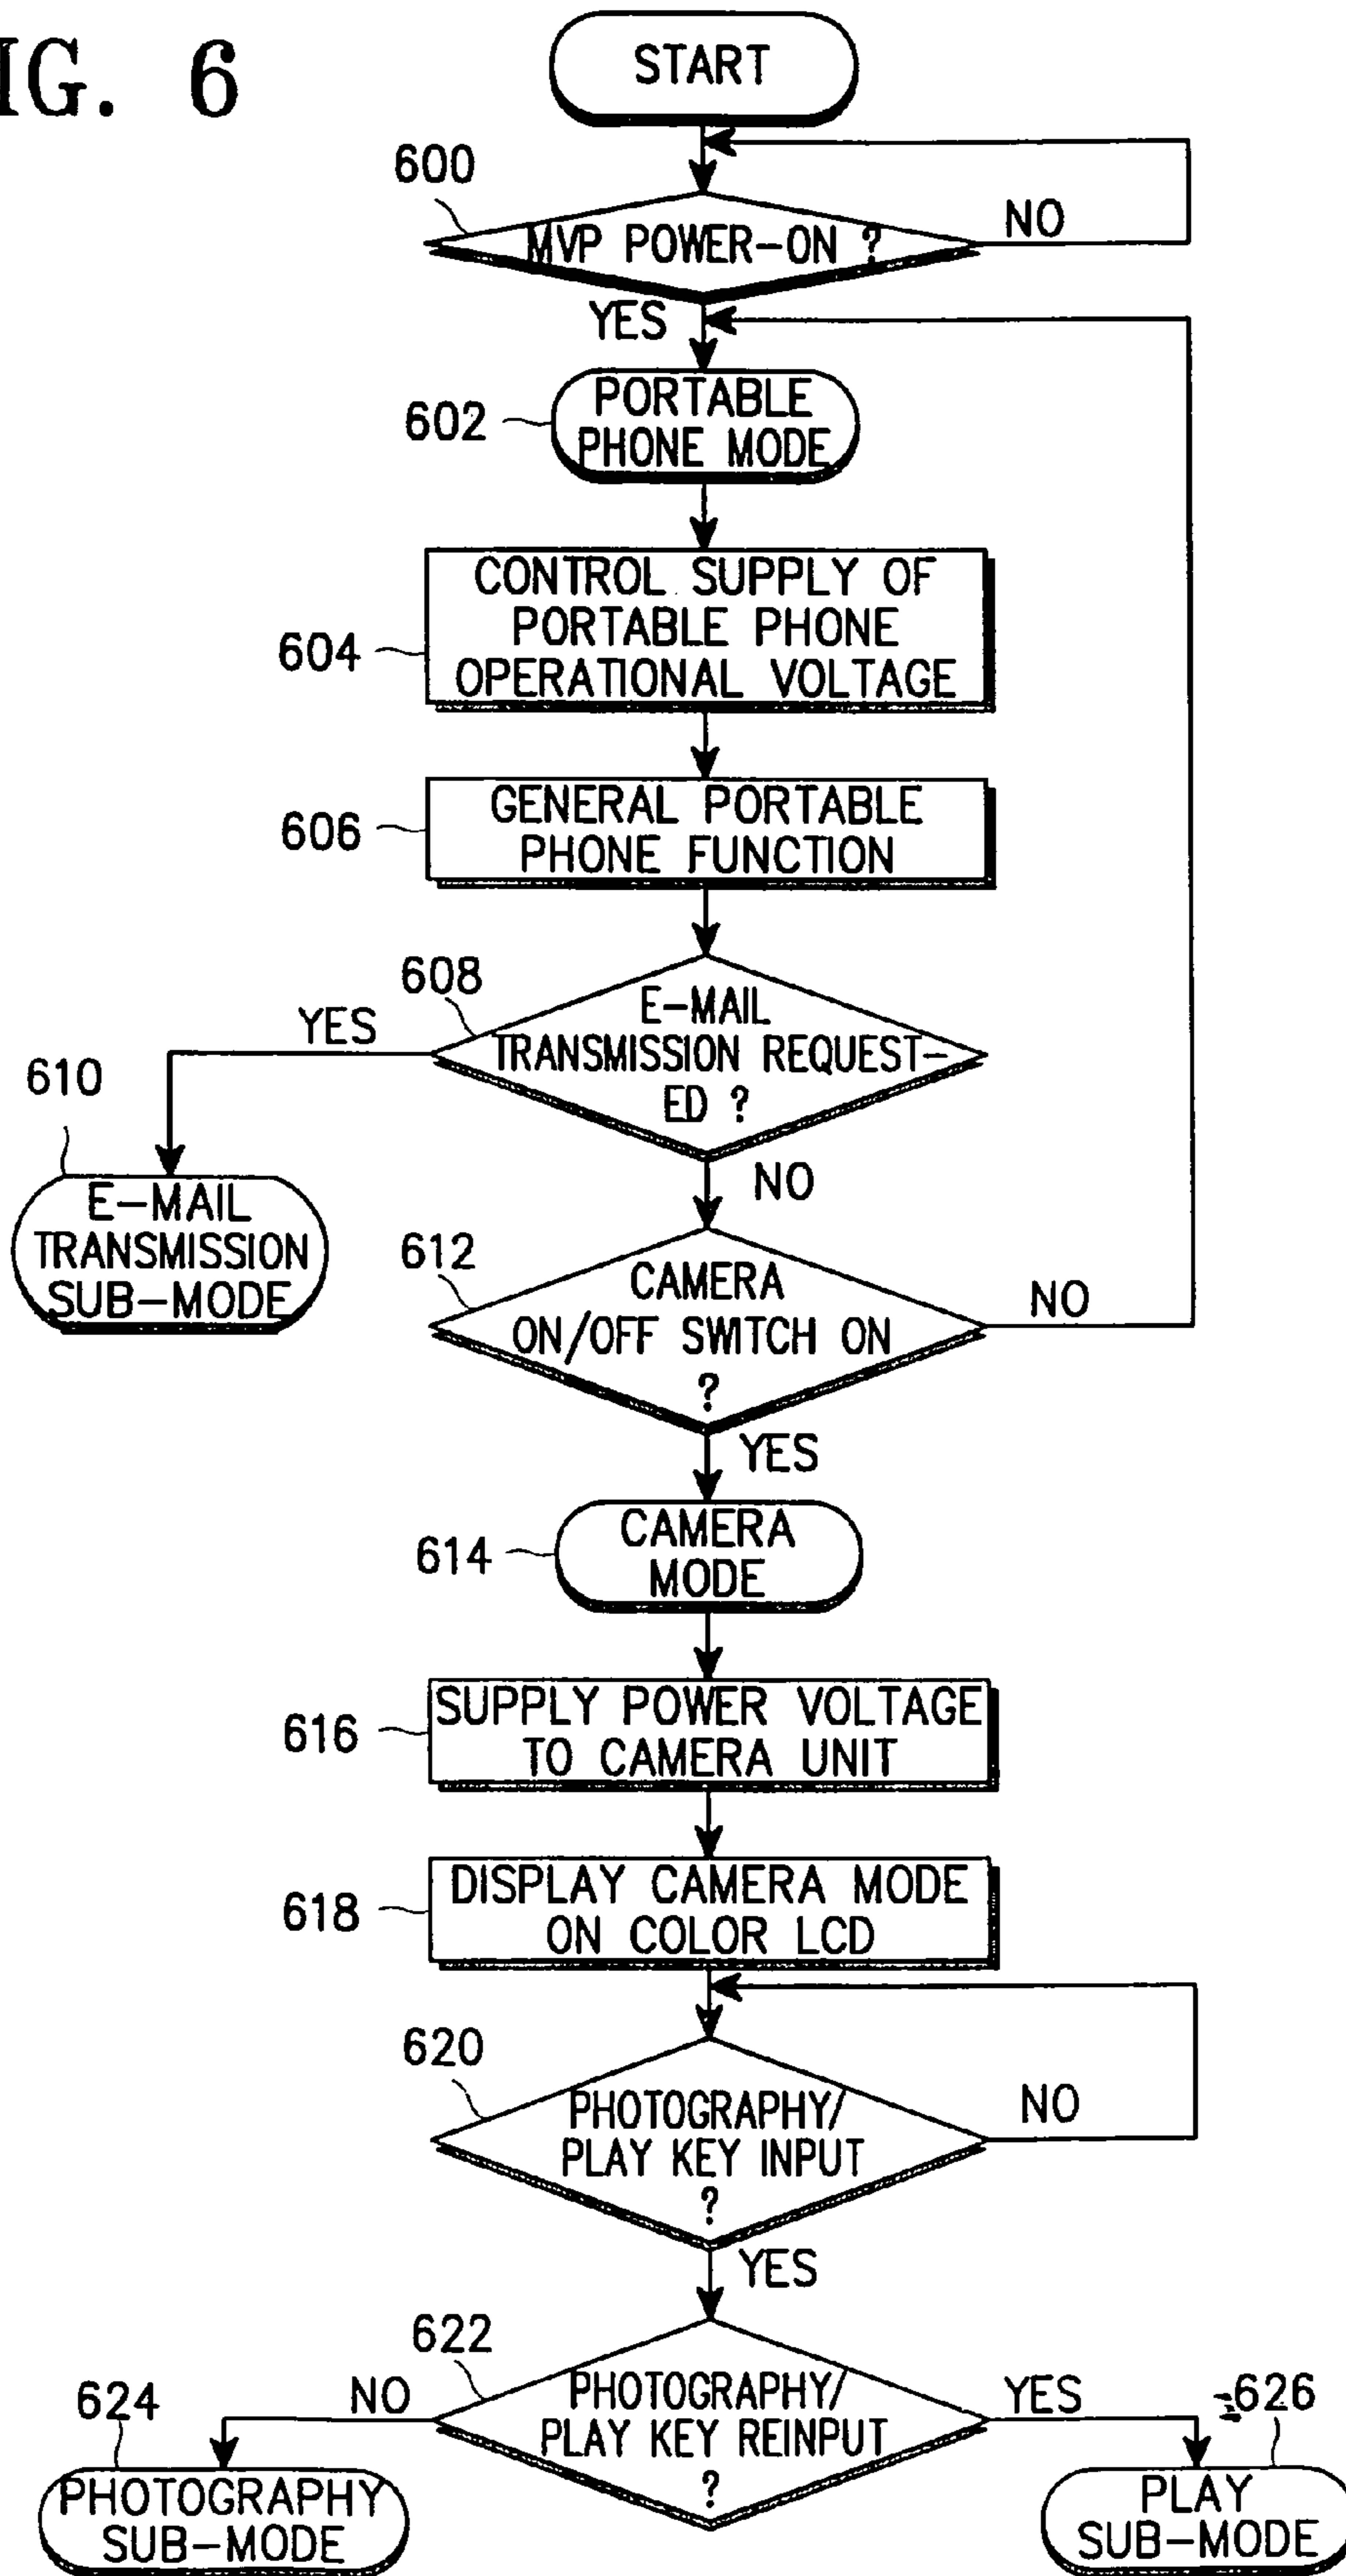 IG. 6
START
600
MVP POWER-ON ?
NO
YES
602
PORTABLE
PHONE MODE
604
CONTROL SUPPLY OF
PORTABLE PHONE
OPERATIONAL VOLTAGE
606
GENERAL PORTABLE
PHONE FUNCTION
608
E-MAIL
TRANSMISSION REQUEST-
ED ?
YES
610
E-MAIL
TRANSMISSION
SUB-MODE
NO
612
CAMERA
ON/OFF SWITCH ON
?
NO
YES
614
CAMERA
MODE
616
SUPPLY POWER VOLTAGE
TO CAMERA UNIT
618
DISPLAY CAMERA MODE
ON COLOR LCD
620
PHOTOGRAPHY/
PLAY KEY INPUT
?
NO
YES
622
PHOTOGRAPHY/
PLAY KEY REINPUT
?
NO
624
PHOTOGRAPHY
SUB-MODE
YES
626
PLAY
SUB-MODE